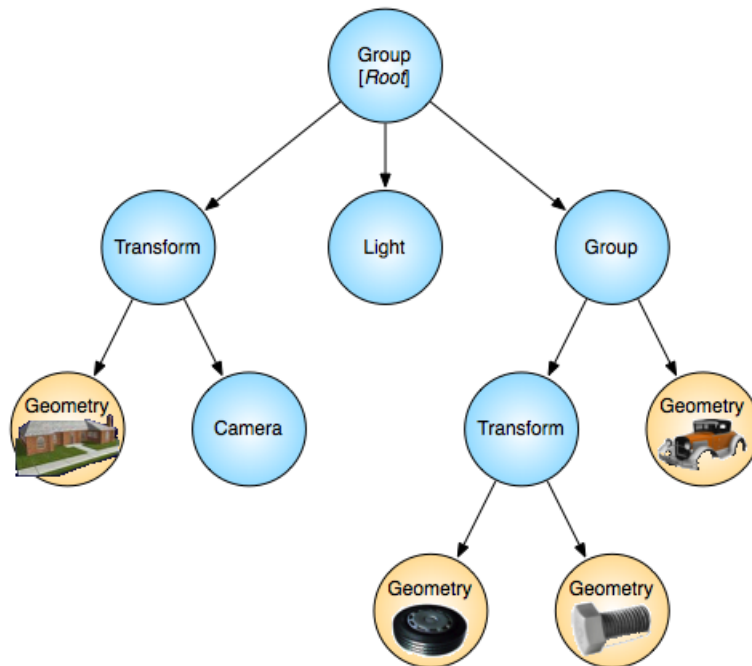 Group
[Root]
Transform
Light
Group
Geometry
Camera
Transform
Geometry
Geometry
Geometry